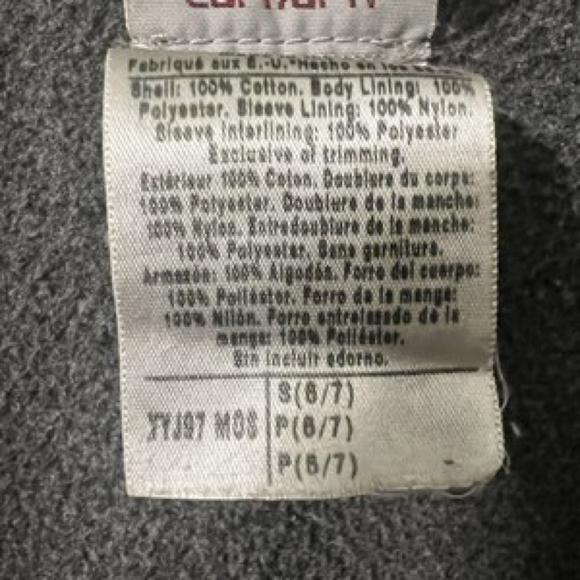 Fabriqué aux É.-U. Hecho en los
Shell: 100% Cotton. Body Lining: 100%
Polyester. Sleeve Lining: 100% Nylon.
Sleeve Interlining: 100% Polyester
Exclusive of trimming.
Extérieur 100% Coton. Doublure du corps:
100% Polyester. Doublure de la manche:
100% Nylon. Entredoublure de la manche:
100% Polyester. Sans garniture.
Armazón: 100% Algodón. Forro del cuerpo:
100% Poliéster. Forro de la manga:
100% Nilón. Forro entrelazado de la
manga: 100% Poliéster.
Sin incluir adorno.
S(6/7)
MOS P(6/7)
P(6/7)